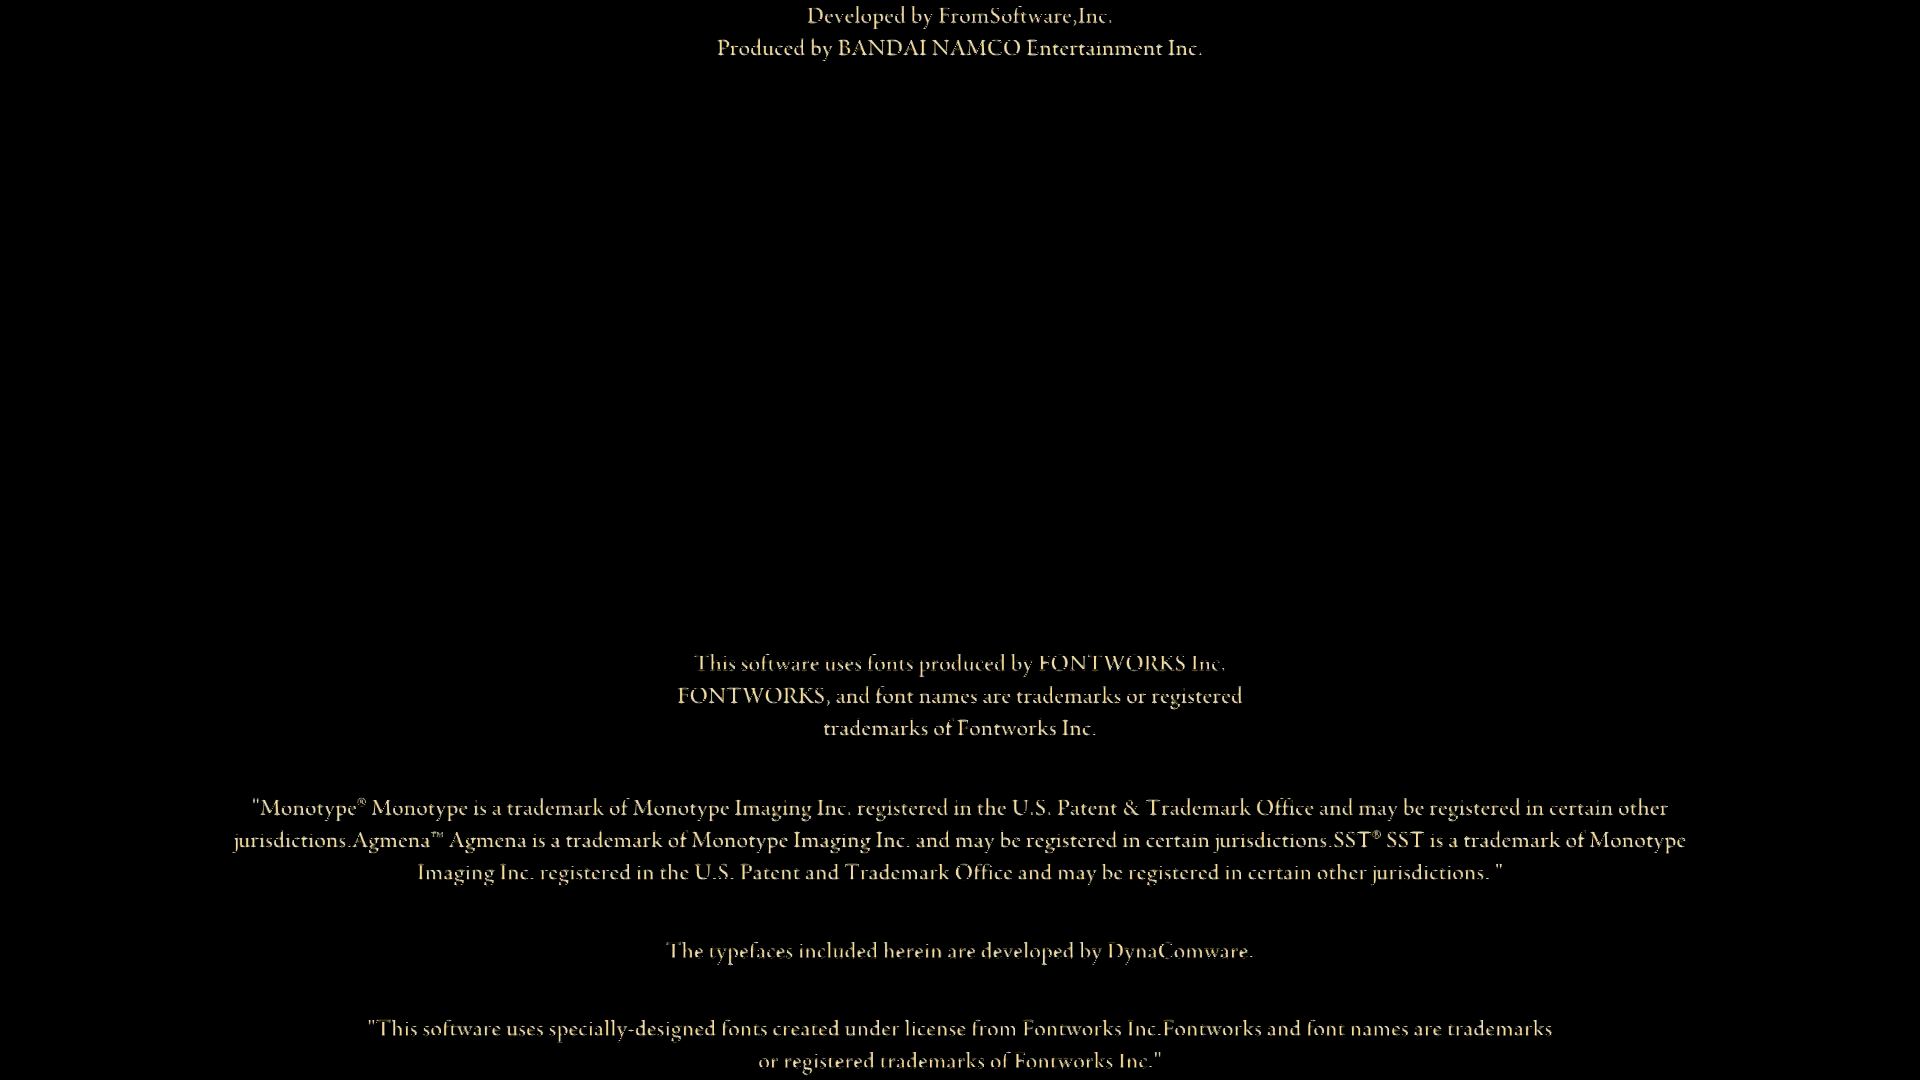 Developed by FromSoftware,Inc.
Produced by BANDAI NAMCO Entertainment Inc.
This software uses fonts produced by FONTWORKS Inc.
FONTWORKS, and font names are trademarks or registered
trademarks of Fontworks Inc.
"Monotype® Monotype is a trademark of Monotype Imaging Inc. registered in the U.S. Patent & Trademark Office and may be registered in certain other
jurisdictions.Agmena™ Agmena is a trademark of Monotype Imaging Inc. and may be registered in certain jurisdictions.SST® SST is a trademark of Monotype
Imaging Inc. registered in the U.S. Patent and Trademark Office and may be registered in certain other jurisdictions. "
The typefaces included herein are developed by DynaComware.
"This software uses specially-designed fonts created under license from Fontworks Inc.Fontworks and font names are trademarks
or registered trademarks of Fontworks Inc."